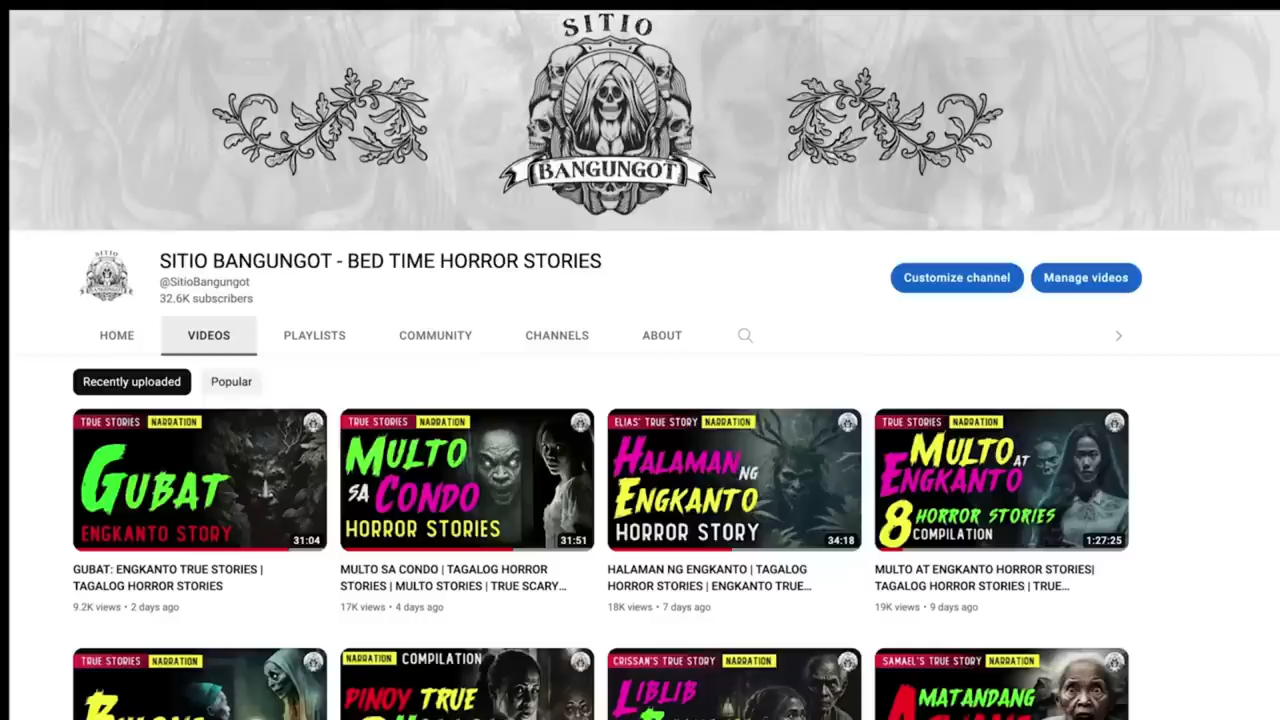 SITIO
BANGUNGOT
SITIO BANGUNGOT - BED TIME HORROR STORIES
@SitioBangungot
32.6K subscribers
Customize channel
Manage videos
HOME
VIDEOS
PLAYLISTS
COMMUNITY
CHANNELS
ABOUT
Recently uploaded
Popular
TRUE STORIES NARRATION
GUBAT
ENGKANTO STORY
31:04
GUBAT: ENGKANTO TRUE STORIES |
TAGALOG HORROR STORIES
9.2K views • 2 days ago
TRUE STORIES NARRATION
MULTO
SA CONDO
HORROR STORIES
31:51
MULTO SA CONDO | TAGALOG HORROR
STORIES | MULTO STORIES | TRUE SCARY...
17K views • 4 days ago
ELIAS' TRUE STORY NARRATION
HALAMAN NG
ENGKANTO
HORROR STORY
34:18
HALAMAN NG ENGKANTO | TAGALOG
HORROR STORIES | ENGKANTO TRUE...
18K views • 7 days ago
TRUE STORIES NARRATION
MULTO AT
ENGKANTO
8 HORROR STORIES
COMPILATION
1:27:25
MULTO AT ENGKANTO HORROR STORIES|
TAGALOG HORROR STORIES | TRUE...
19K views • 9 days ago
TRUE STORIES NARRATION
NARRATION COMPILATION
PINOY TRUE
CRISSAN'S TRUE STORY NARRATION
LIBLIB
SAMAEL'S TRUE STORY NARRATION
MATANDANG